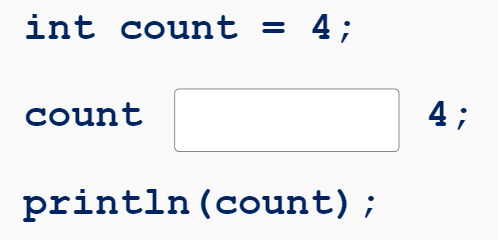 int count = 4;
count 4;
println(count);